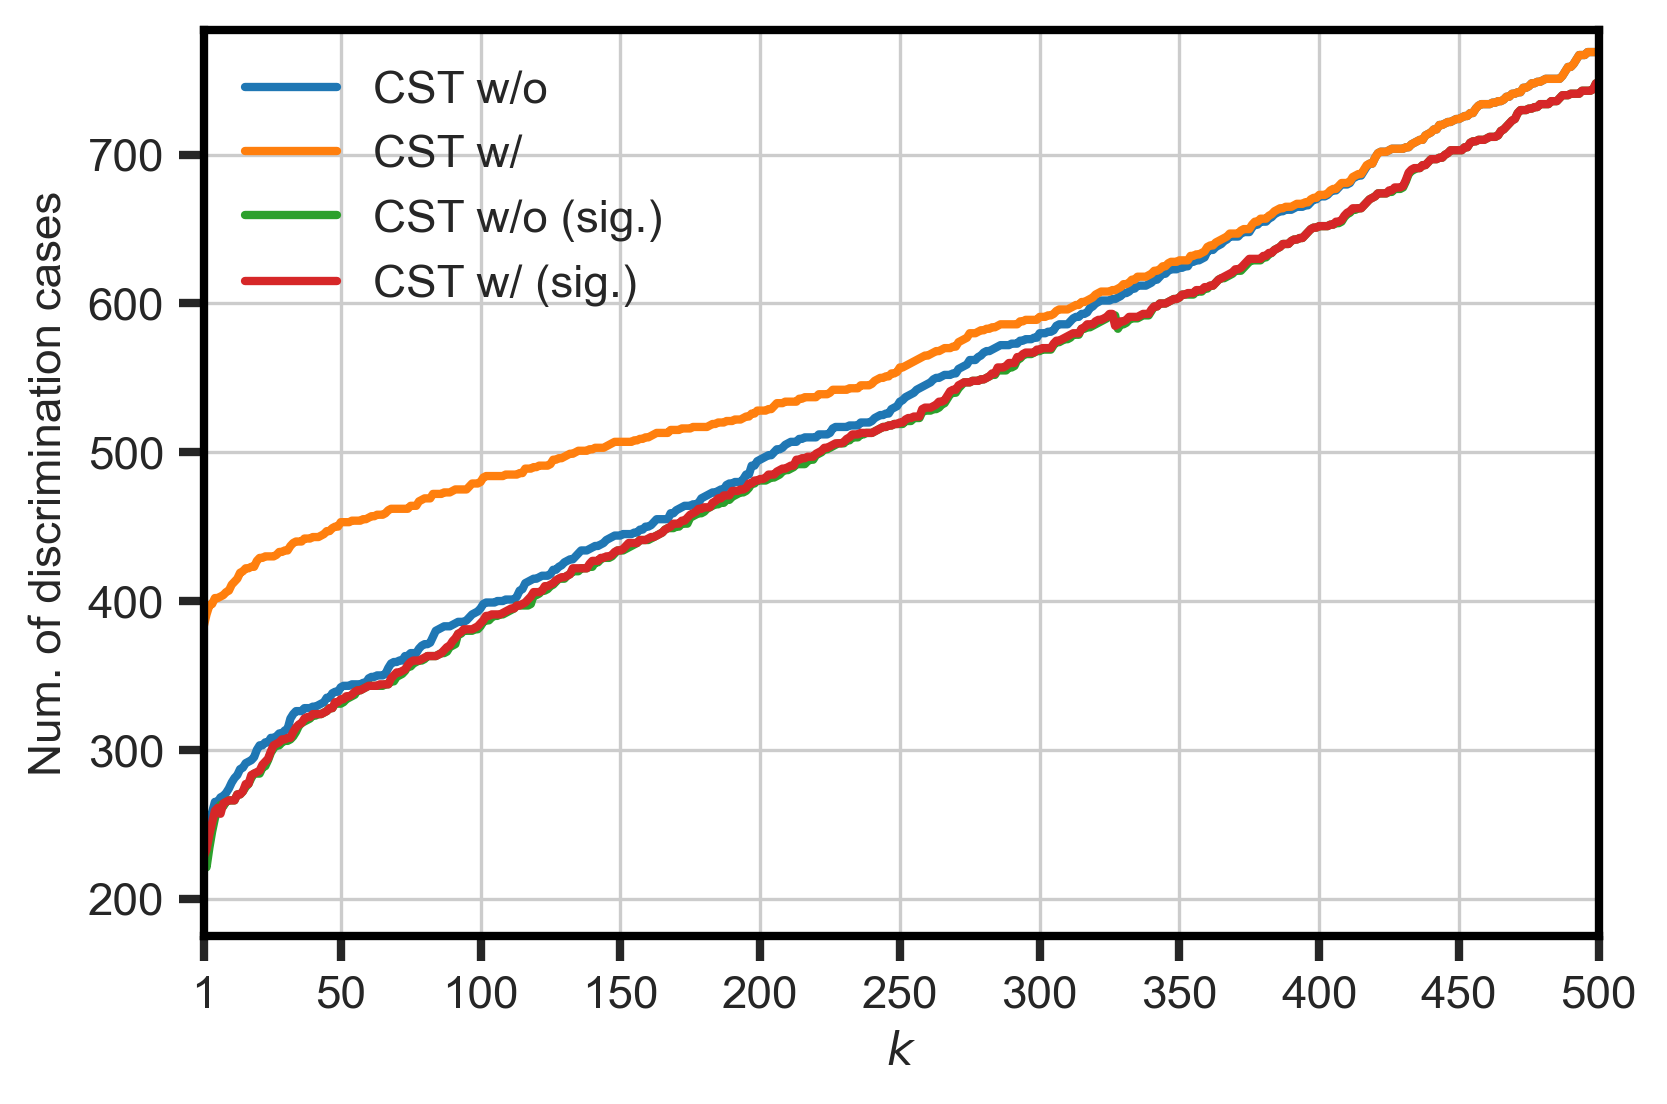 CST w/o
CST w/
CST w/o (sig.)
CST w/ (sig.)
Num. of discrimination cases
700
600
500
400
300
200
1 50 100 150 200 250 300 350 400 450 500
k